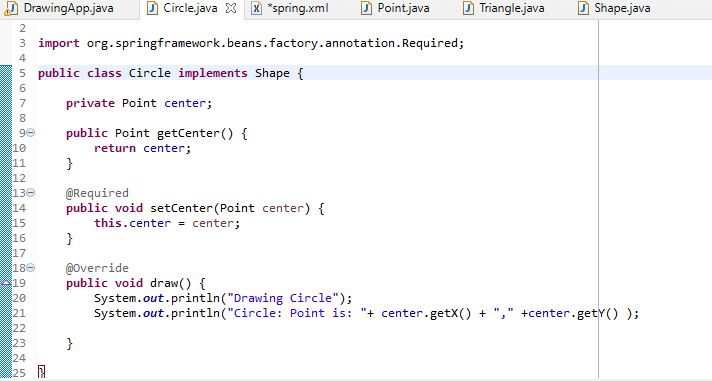 DrawingApp.java Circle.java *spring.xml Point.java Triangle.java Shape.java
2
3 import org.springframework.beans.factory.annotation.Required;
4
5 public class Circle implements Shape {
6
7 private Point center;
8
9 public Point getCenter() {
10 return center;
11 }
12
13 @Required
14 public void setCenter(Point center) {
15 this.center = center;
16 }
17
18 @Override
19 public void draw() {
20 System.out.println("Drawing Circle");
21 System.out.println("Circle: Point is: "+ center.getX() + "," +center.getY() );
22
23 }
24
25 }